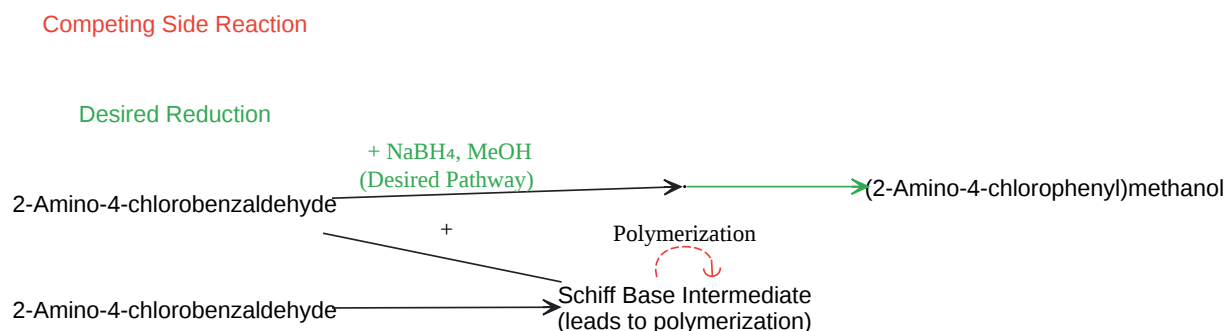 Competing Side Reaction
Desired Reduction
+ NaBH₄, MeOH
(Desired Pathway)
2-Amino-4-chlorobenzaldehyde
(2-Amino-4-chlorophenyl)methanol
+
Polymerization
2-Amino-4-chlorobenzaldehyde
Schiff Base Intermediate
(leads to polymerization)